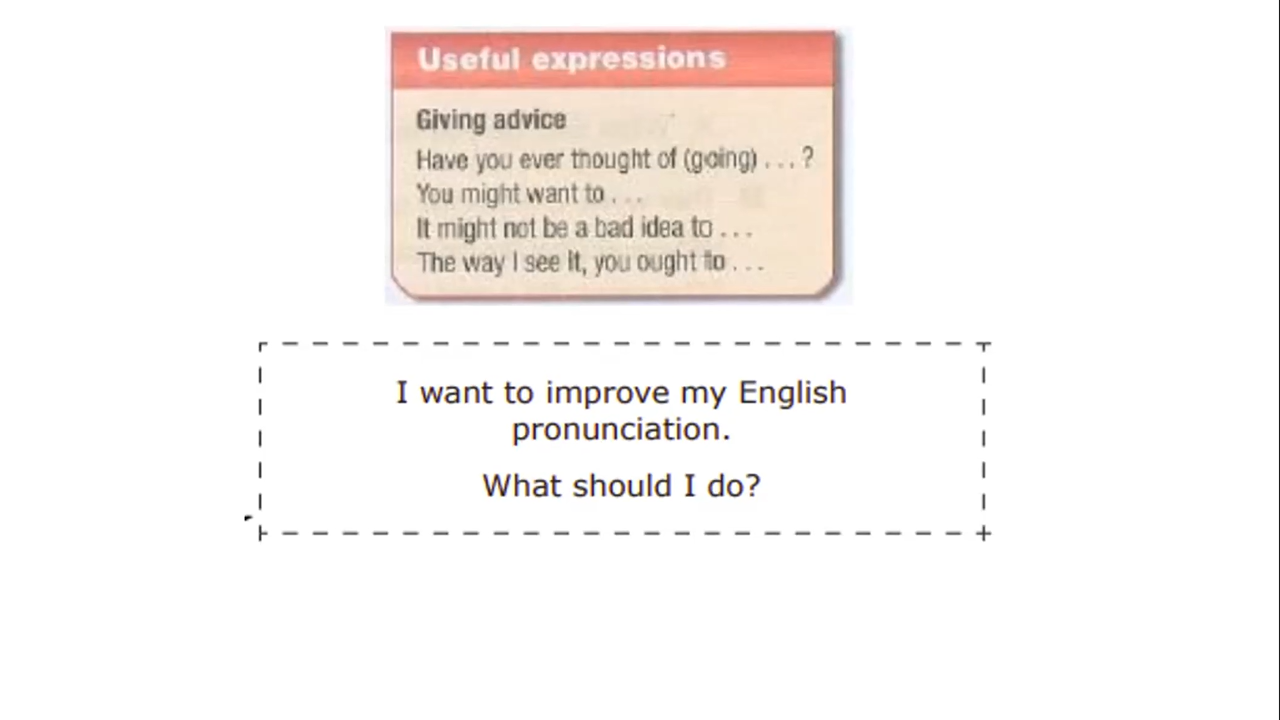 Useful expressions
Giving advice
Have you ever thought of (going) . . . ?
You might want to . . .
It might not be a bad idea to . . .
The way I see it, you ought to . . .
I want to improve my English
pronunciation.
What should I do?